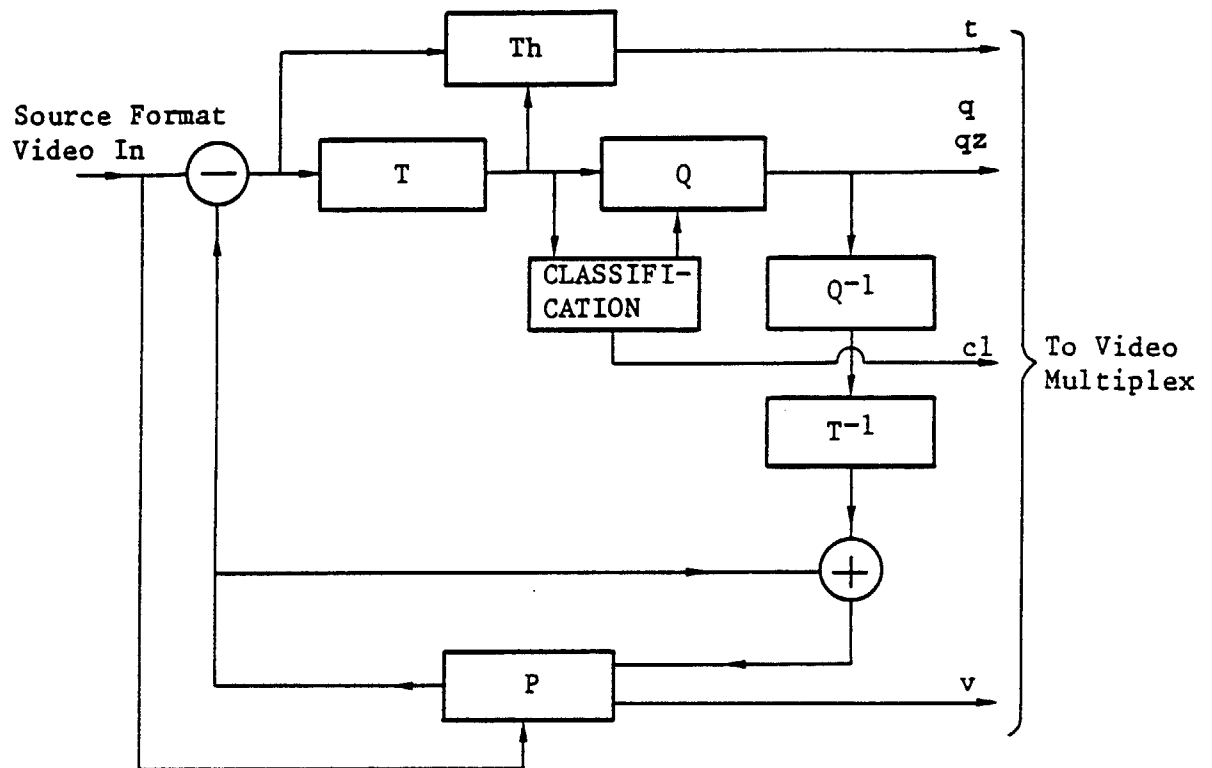 t
Th
Source Format
Video In
q
qz
T
Q
CLASSIFI-
CATION
Q-1
cl
To Video
Multiplex
T-1
P
v